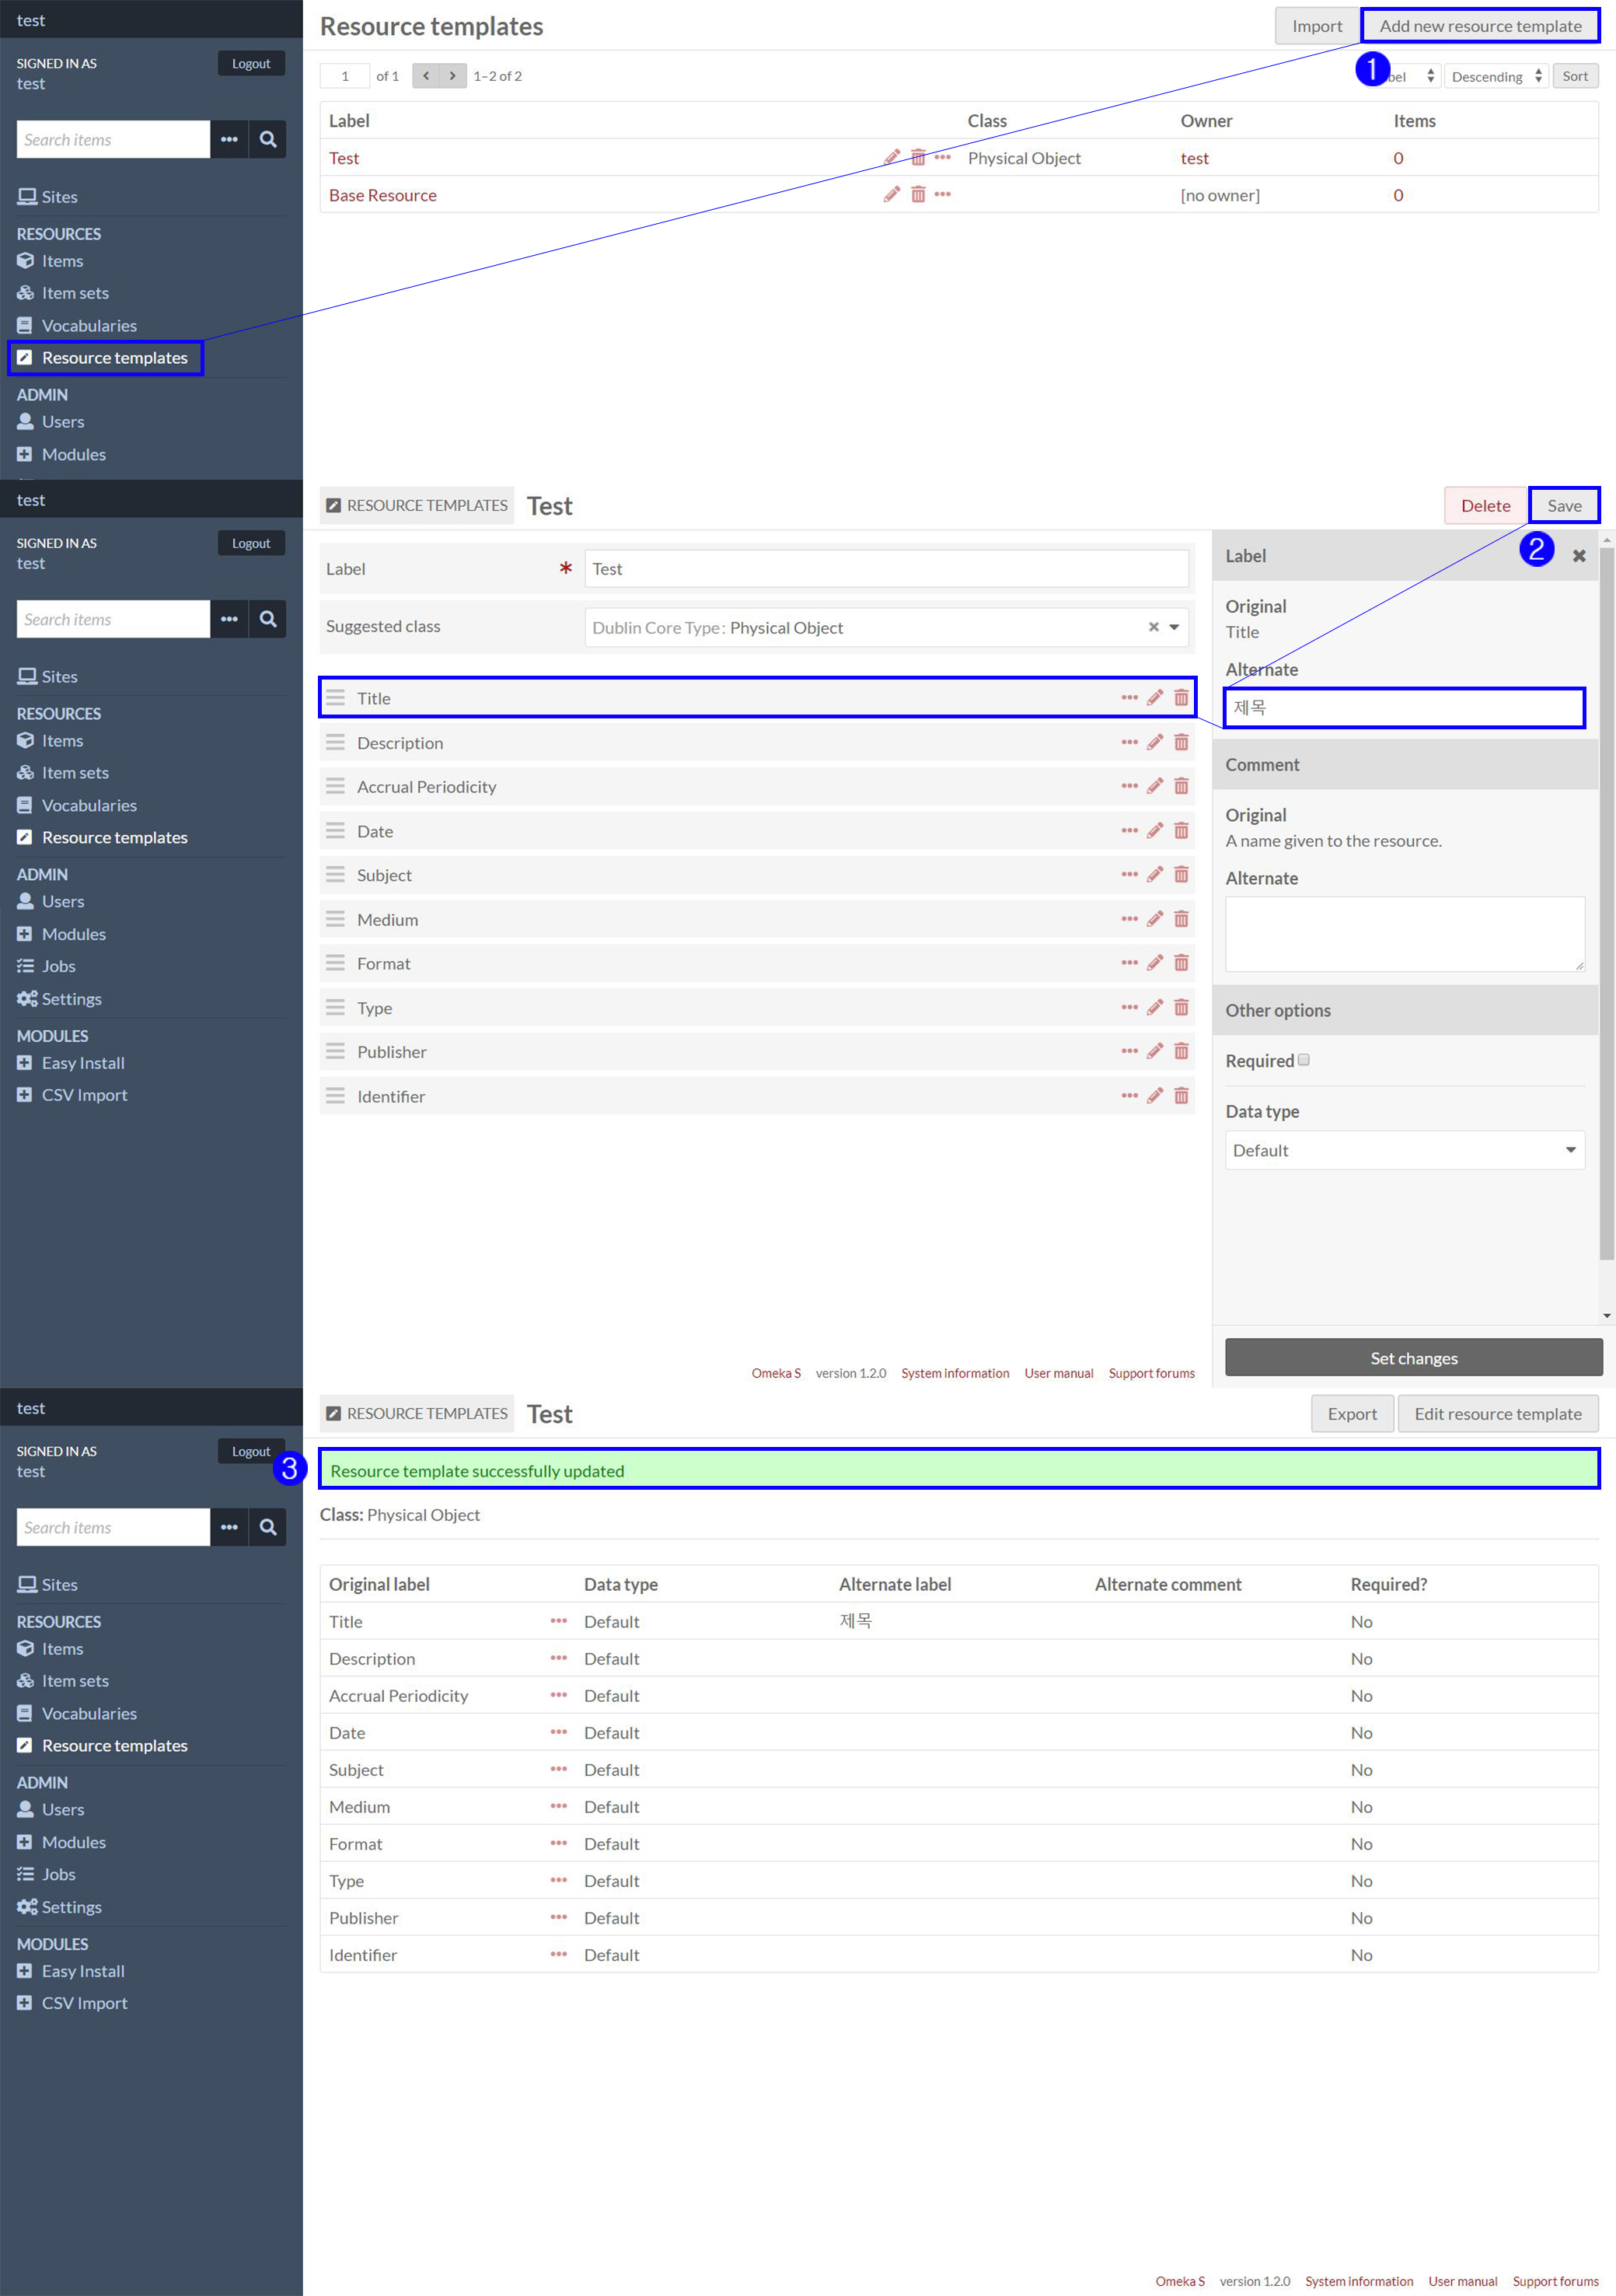 test
SIGNED IN AS
Logout
test
Search items
Sites
RESOURCES
Items
Item sets
Vocabularies
Resource templates
ADMIN
Users
Modules
Resource templates
Import
Add new resource template
1 of 1 1–2 of 2
1
Descending
Sort
Label Class Owner Items
Test Physical Object test 0
Base Resource [no owner] 0
test
SIGNED IN AS
Logout
test
Search items
Sites
RESOURCES
Items
Item sets
Vocabularies
Resource templates
ADMIN
Users
Modules
Jobs
Settings
MODULES
Easy Install
CSV Import
RESOURCE TEMPLATES Test
Delete
Save
2
Label * Test
Suggested class Dublin Core Type: Physical Object
Title
Description
Accrual Periodicity
Date
Subject
Medium
Format
Type
Publisher
Identifier
Label
Original
Title
Alternate
제목
Comment
Original
A name given to the resource.
Alternate
Other options
Required
Data type
Default
Set changes
Omeka S version 1.2.0 System information User manual Support forums
test
SIGNED IN AS
Logout
test
Search items
Sites
RESOURCES
Items
Item sets
Vocabularies
Resource templates
ADMIN
Users
Modules
Jobs
Settings
MODULES
Easy Install
CSV Import
RESOURCE TEMPLATES Test
Export
Edit resource template
3
Resource template successfully updated
Class: Physical Object
Original label Data type Alternate label Alternate comment Required?
Title Default 제목 No
Description Default No
Accrual Periodicity Default No
Date Default No
Subject Default No
Medium Default No
Format Default No
Type Default No
Publisher Default No
Identifier Default No
Omeka S version 1.2.0 System information User manual Support forums